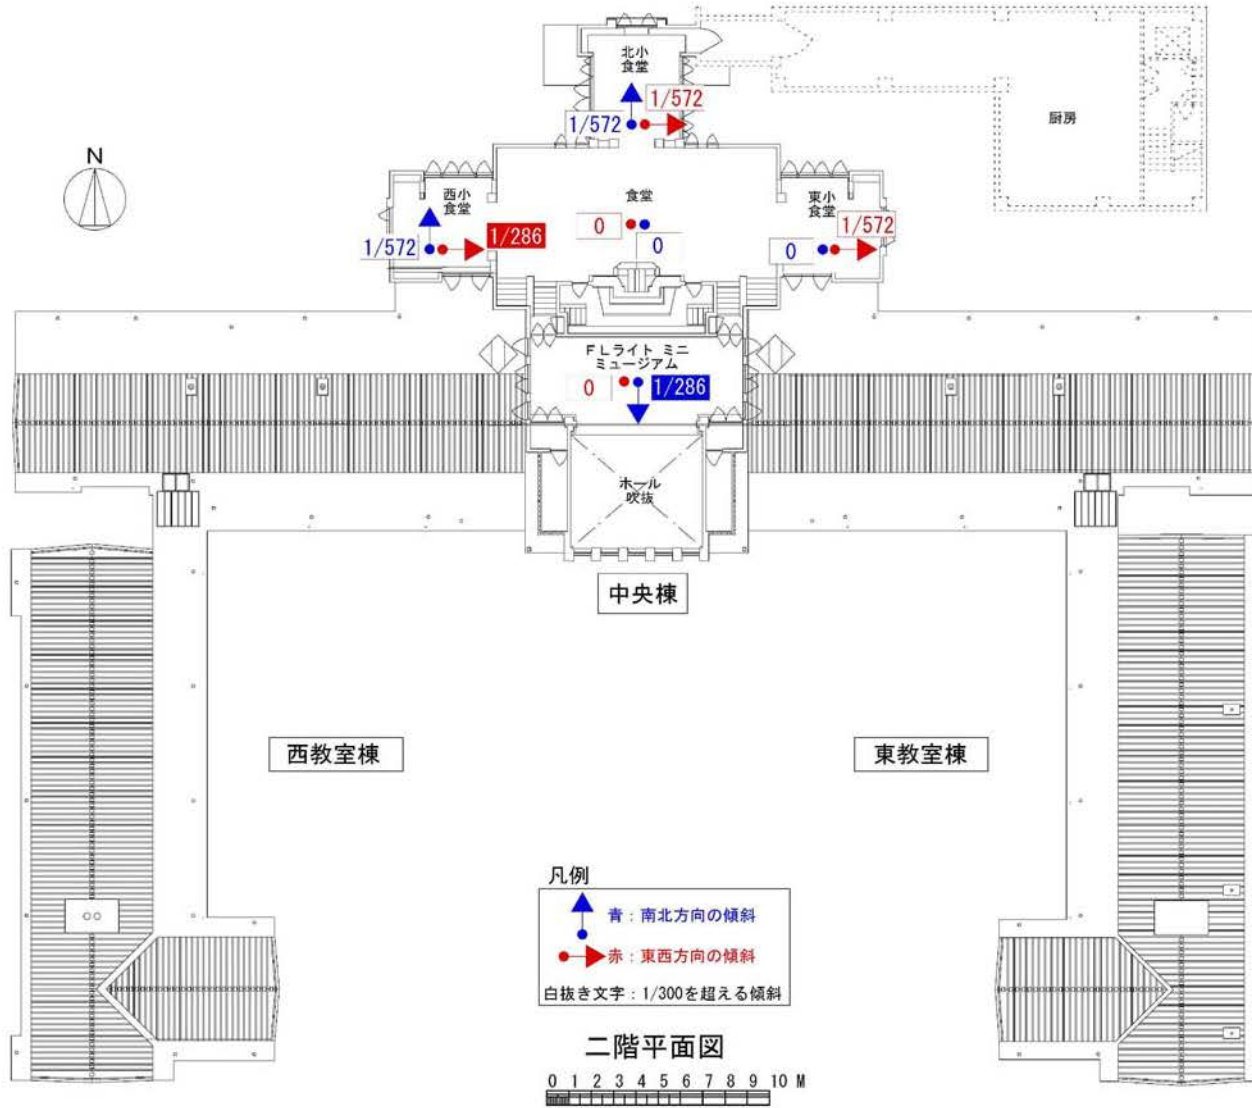 北小
食堂
1/572
1/572
厨房
N
西小
食堂
食堂
東小
食堂
1/572
1/286
0
0
0
1/572
ＦＬライト ミニ
ミュージアム
0
1/286
ホール
吹抜
中央棟
西教室棟
東教室棟
凡例
青：南北方向の傾斜
赤：東西方向の傾斜
白抜き文字：1/300を超える傾斜
二階平面図
0 1 2 3 4 5 6 7 8 9 10 M